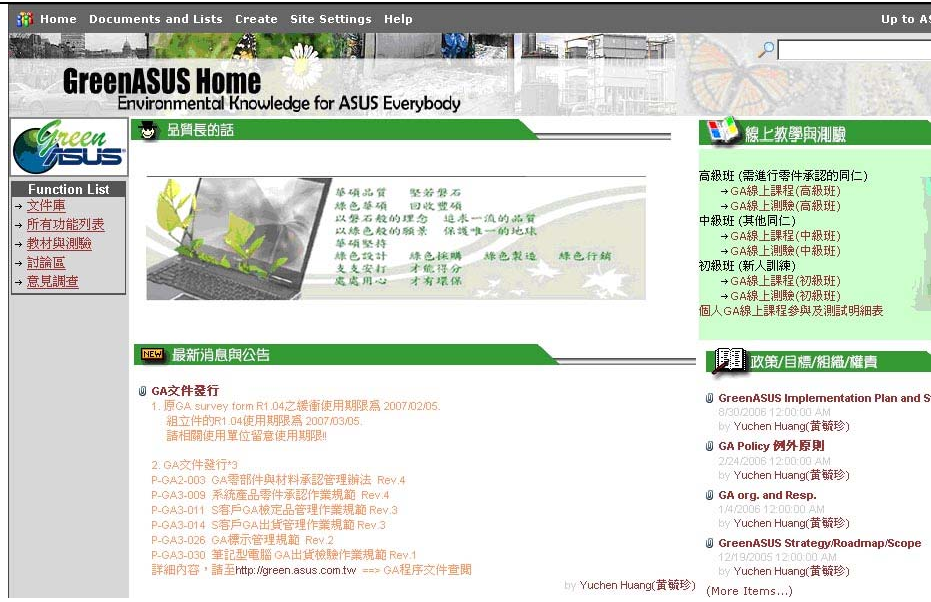 Home Documents and Lists Create Site Settings Help Up to AS
GreenASUS Home
Environmental Knowledge for ASUS Everybody
Green
ASUS
Function List
文件庫
所有功能列表
教材與測驗
討論區
意見調查
品質長的話
華碩品質 堅若磐石
綠色華碩 回收豐碩
以磐石般的理念 追求一流的品質
以綠色般的願景 保護唯一的地球
華碩堅持
綠色設計 綠色採購 綠色製造 綠色行銷
支支安打 才能得分
處處用心 才有環保
NEW 最新消息與公告
GA文件發行
1. 原GA survey form R1.04之緩衝使用期限為 2007/02/05.
組立件的R1.04使用期限為 2007/03/05.
請相關使用單位留意使用期限!!
2. GA文件發行*3
P-GA2-003 GA零部件與材料承認管理辦法 Rev.4
P-GA3-009 系統產品零件承認作業規範 Rev.4
P-GA3-011 S客戶GA檢定品管理作業規範 Rev.3
P-GA3-014 S客戶GA出貨管理作業規範 Rev.3
P-GA3-026 GA標示管理規範 Rev.2
P-GA3-030 筆記型電腦 GA出貨檢驗作業規範 Rev.1
詳細內容，請至http://green.asus.com.tw ==> GA程序文件查閱
by Yuchen Huang(黃毓珍)
線上教學與測驗
高級班 (需進行零件承認的同仁)
→GA線上課程(高級班)
→GA線上測驗(高級班)
中級班 (其他同仁)
→GA線上課程(中級班)
→GA線上測驗(中級班)
初級班 (新人訓練)
→GA線上課程(初級班)
→GA線上測驗(初級班)
個人GA線上課程參與及測試明細表
政策/目標/組織/權責
GreenASUS Implementation Plan and S
8/30/2006 12:00:00 AM
by Yuchen Huang(黃毓珍)
GA Policy 例外原則
2/24/2006 12:00:00 AM
by Yuchen Huang(黃毓珍)
GA org. and Resp.
1/4/2006 12:00:00 AM
by Yuchen Huang(黃毓珍)
GreenASUS Strategy/Roadmap/Scope
12/19/2005 12:00:00 AM
by Yuchen Huang(黃毓珍)
(More Items...)